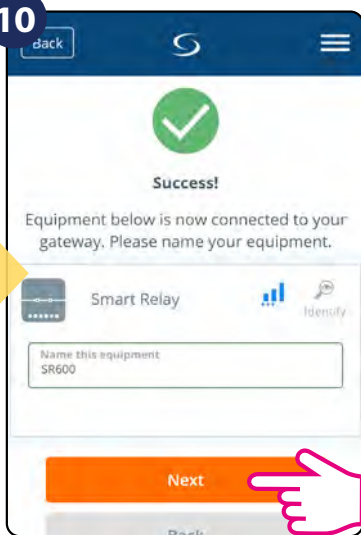 10
Back
Success!
Equipment below is now connected to your
gateway. Please name your equipment.
Smart Relay
Identify
Name this equipment
SR600
Next
Back